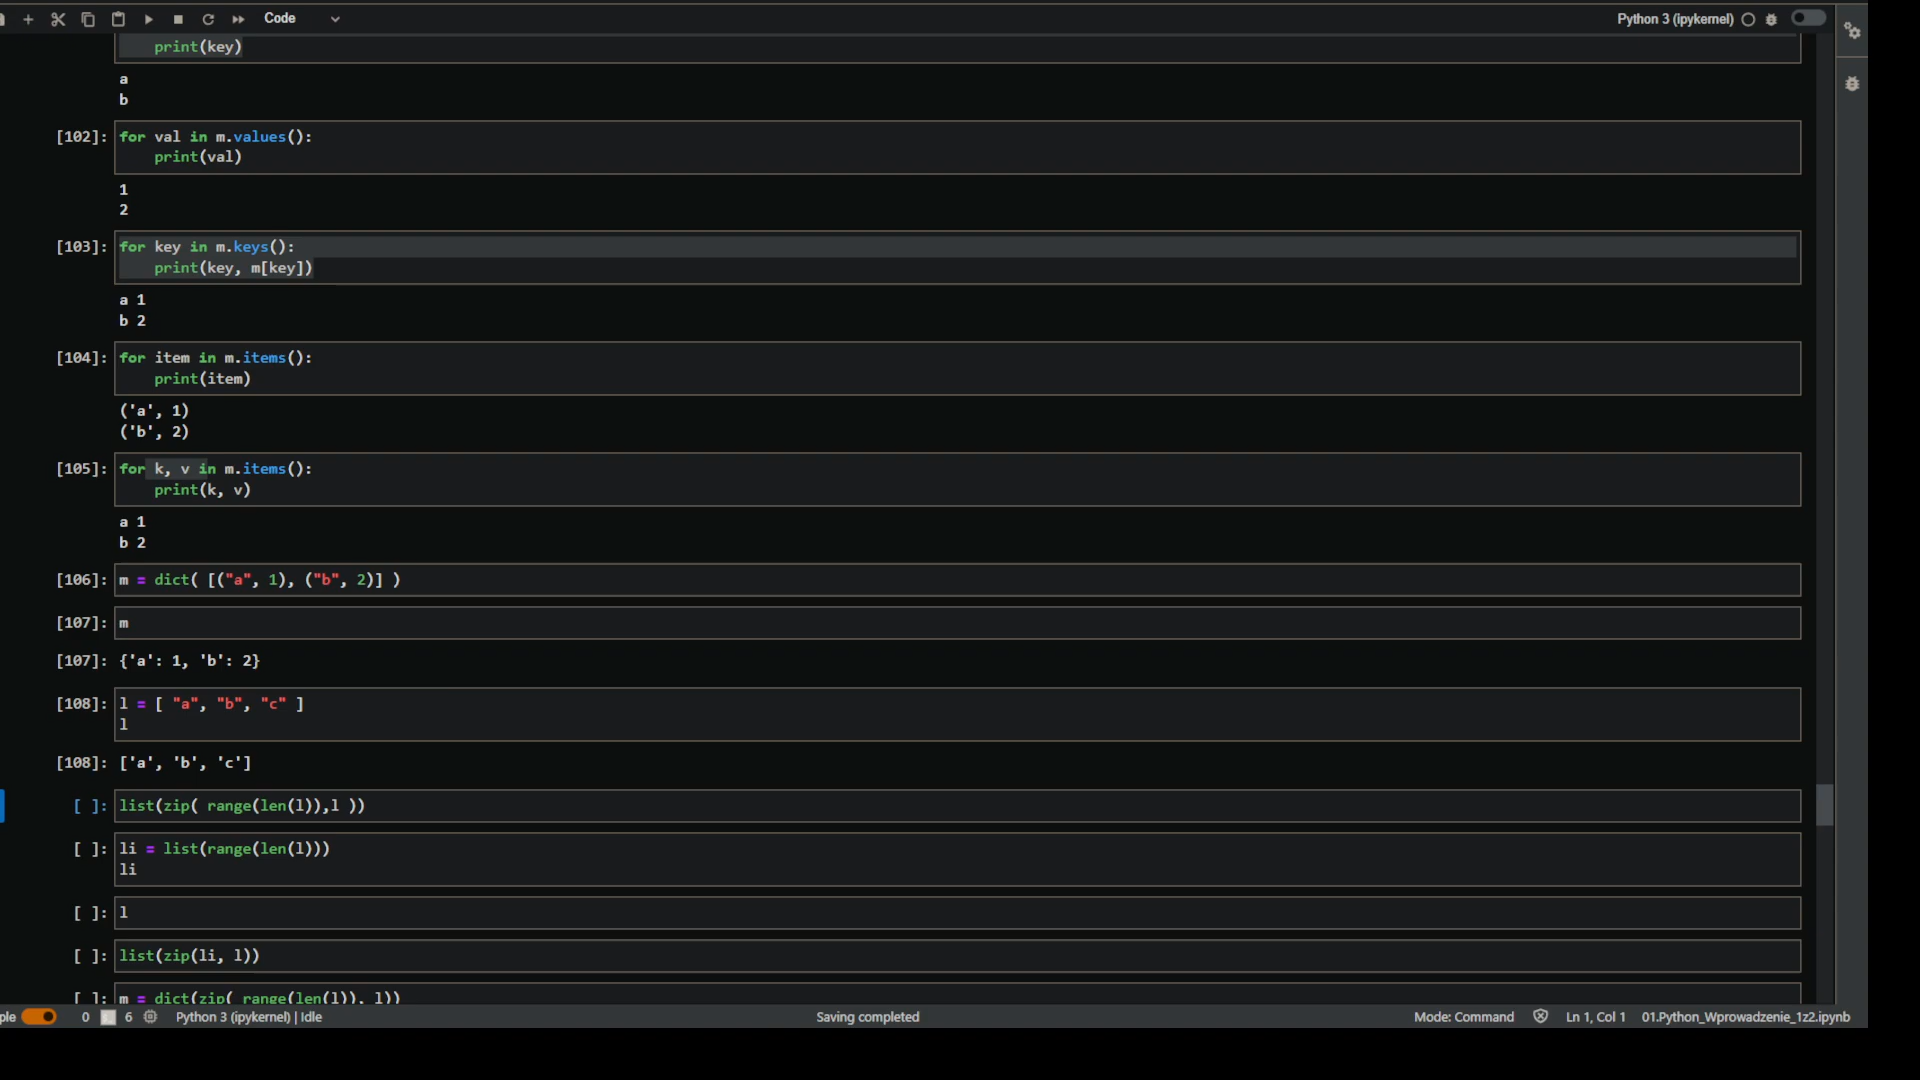 Code
Python 3 (ipykernel)
print(key)
a
b
[102]: for val in m.values():
print(val)
1
2
[103]: for key in m.keys():
print(key, m[key])
a 1
b 2
[104]: for item in m.items():
print(item)
('a', 1)
('b', 2)
[105]: for k, v in m.items():
print(k, v)
a 1
b 2
[106]: m = dict( [("a", 1), ("b", 2)] )
[107]: m
[107]: {'a': 1, 'b': 2}
[108]: l = [ "a", "b", "c" ]
l
[108]: ['a', 'b', 'c']
[ ]: list(zip( range(len(l)),l ))
[ ]: li = list(range(len(l)))
li
[ ]: l
[ ]: list(zip(li, l))
[ ]: m = dict(zip( range(len(l)), l))
ple 0 6 Python 3 (ipykernel) | Idle Saving completed Mode: Command Ln 1, Col 1 01.Python_Wprowadzenie_1z2.ipynb